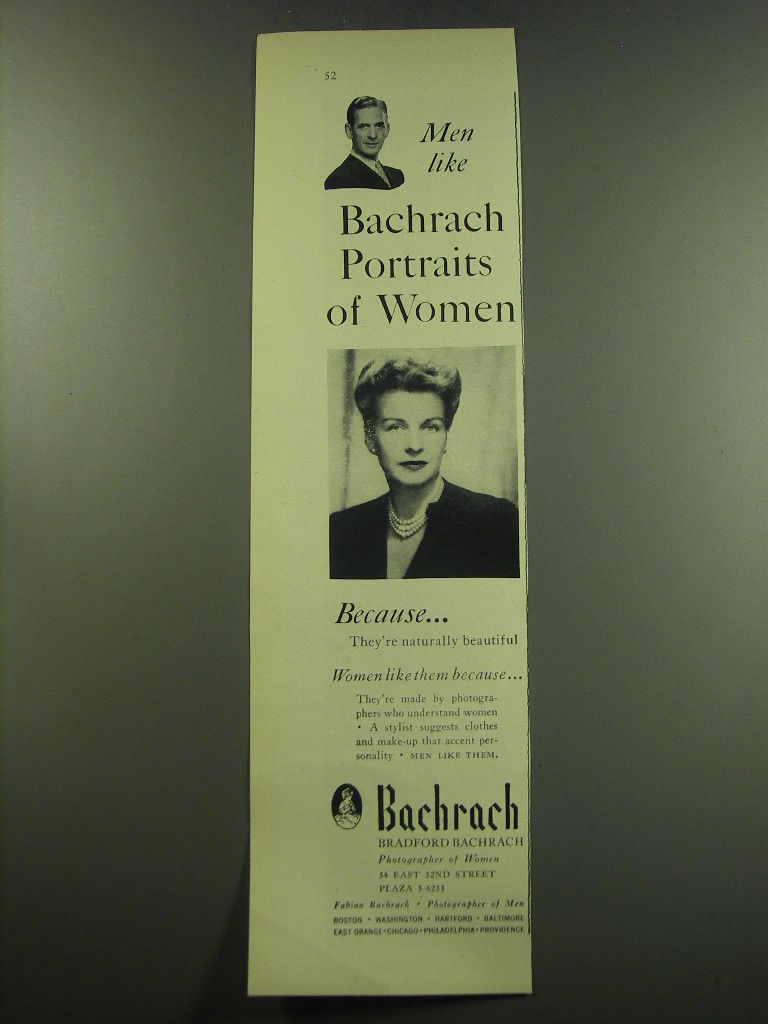 52
Men
like
Bachrach
Portraits
of Women
Because...
They're naturally beautiful
Women like them because...
They're made by photogra-
phers who understand women
• A stylist suggests clothes
and make-up that accent per-
sonality • MEN LIKE THEM.
Bachrach
BRADFORD BACHRACH
Photographer of Women
54 EAST 52ND STREET
PLAZA 5-6233
Fabian Bachrach • Photographer of Men
BOSTON • WASHINGTON • HARTFORD • BALTIMORE
EAST ORANGE • CHICAGO • PHILADELPHIA • PROVIDENCE